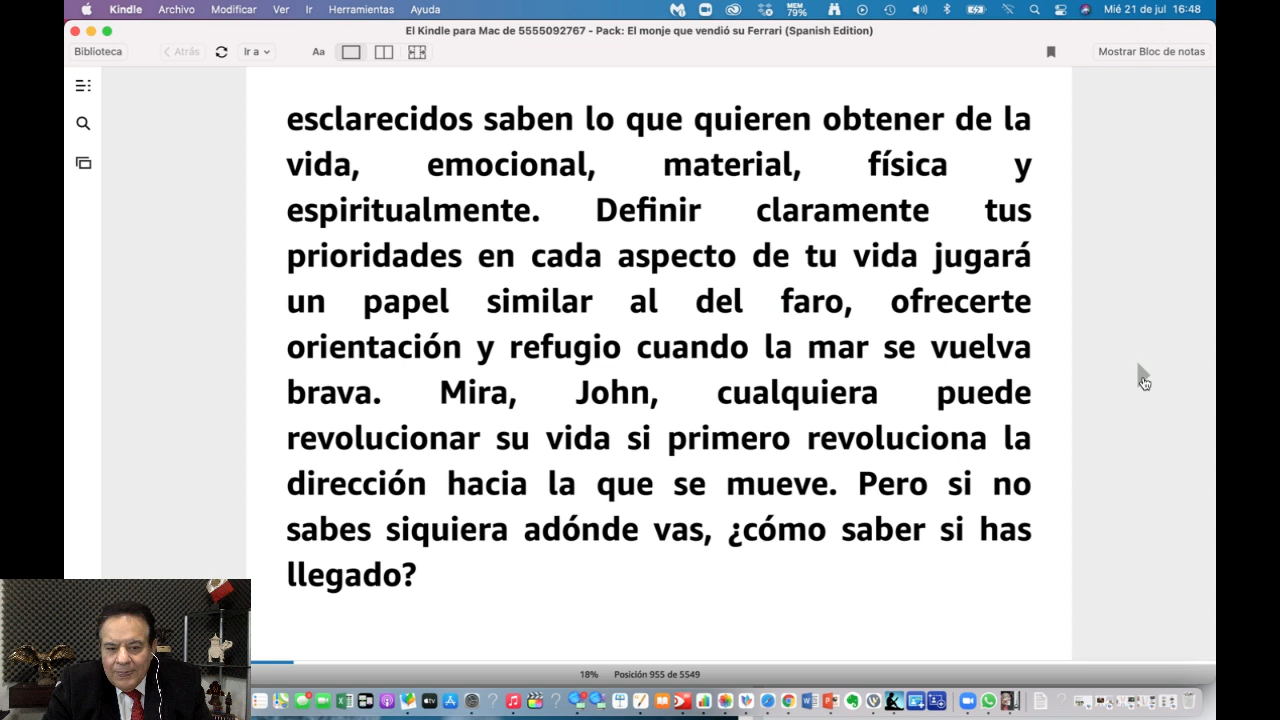 Kindle Archivo Modificar Ver Ir Herramientas Ayuda MEM 79% Mié 21 de jul 16:48
El Kindle para Mac de 5555092767 - Pack: El monje que vendió su Ferrari (Spanish Edition)
Biblioteca Atrás Ir a Aa Mostrar Bloc de notas
esclarecidos saben lo que quieren obtener de la
vida, emocional, material, física y
espiritualmente. Definir claramente tus
prioridades en cada aspecto de tu vida jugará
un papel similar al del faro, ofrecerte
orientación y refugio cuando la mar se vuelva
brava. Mira, John, cualquiera puede
revolucionar su vida si primero revoluciona la
dirección hacia la que se mueve. Pero si no
sabes siquiera adónde vas, ¿cómo saber si has
llegado?
18% Posición 955 de 5549